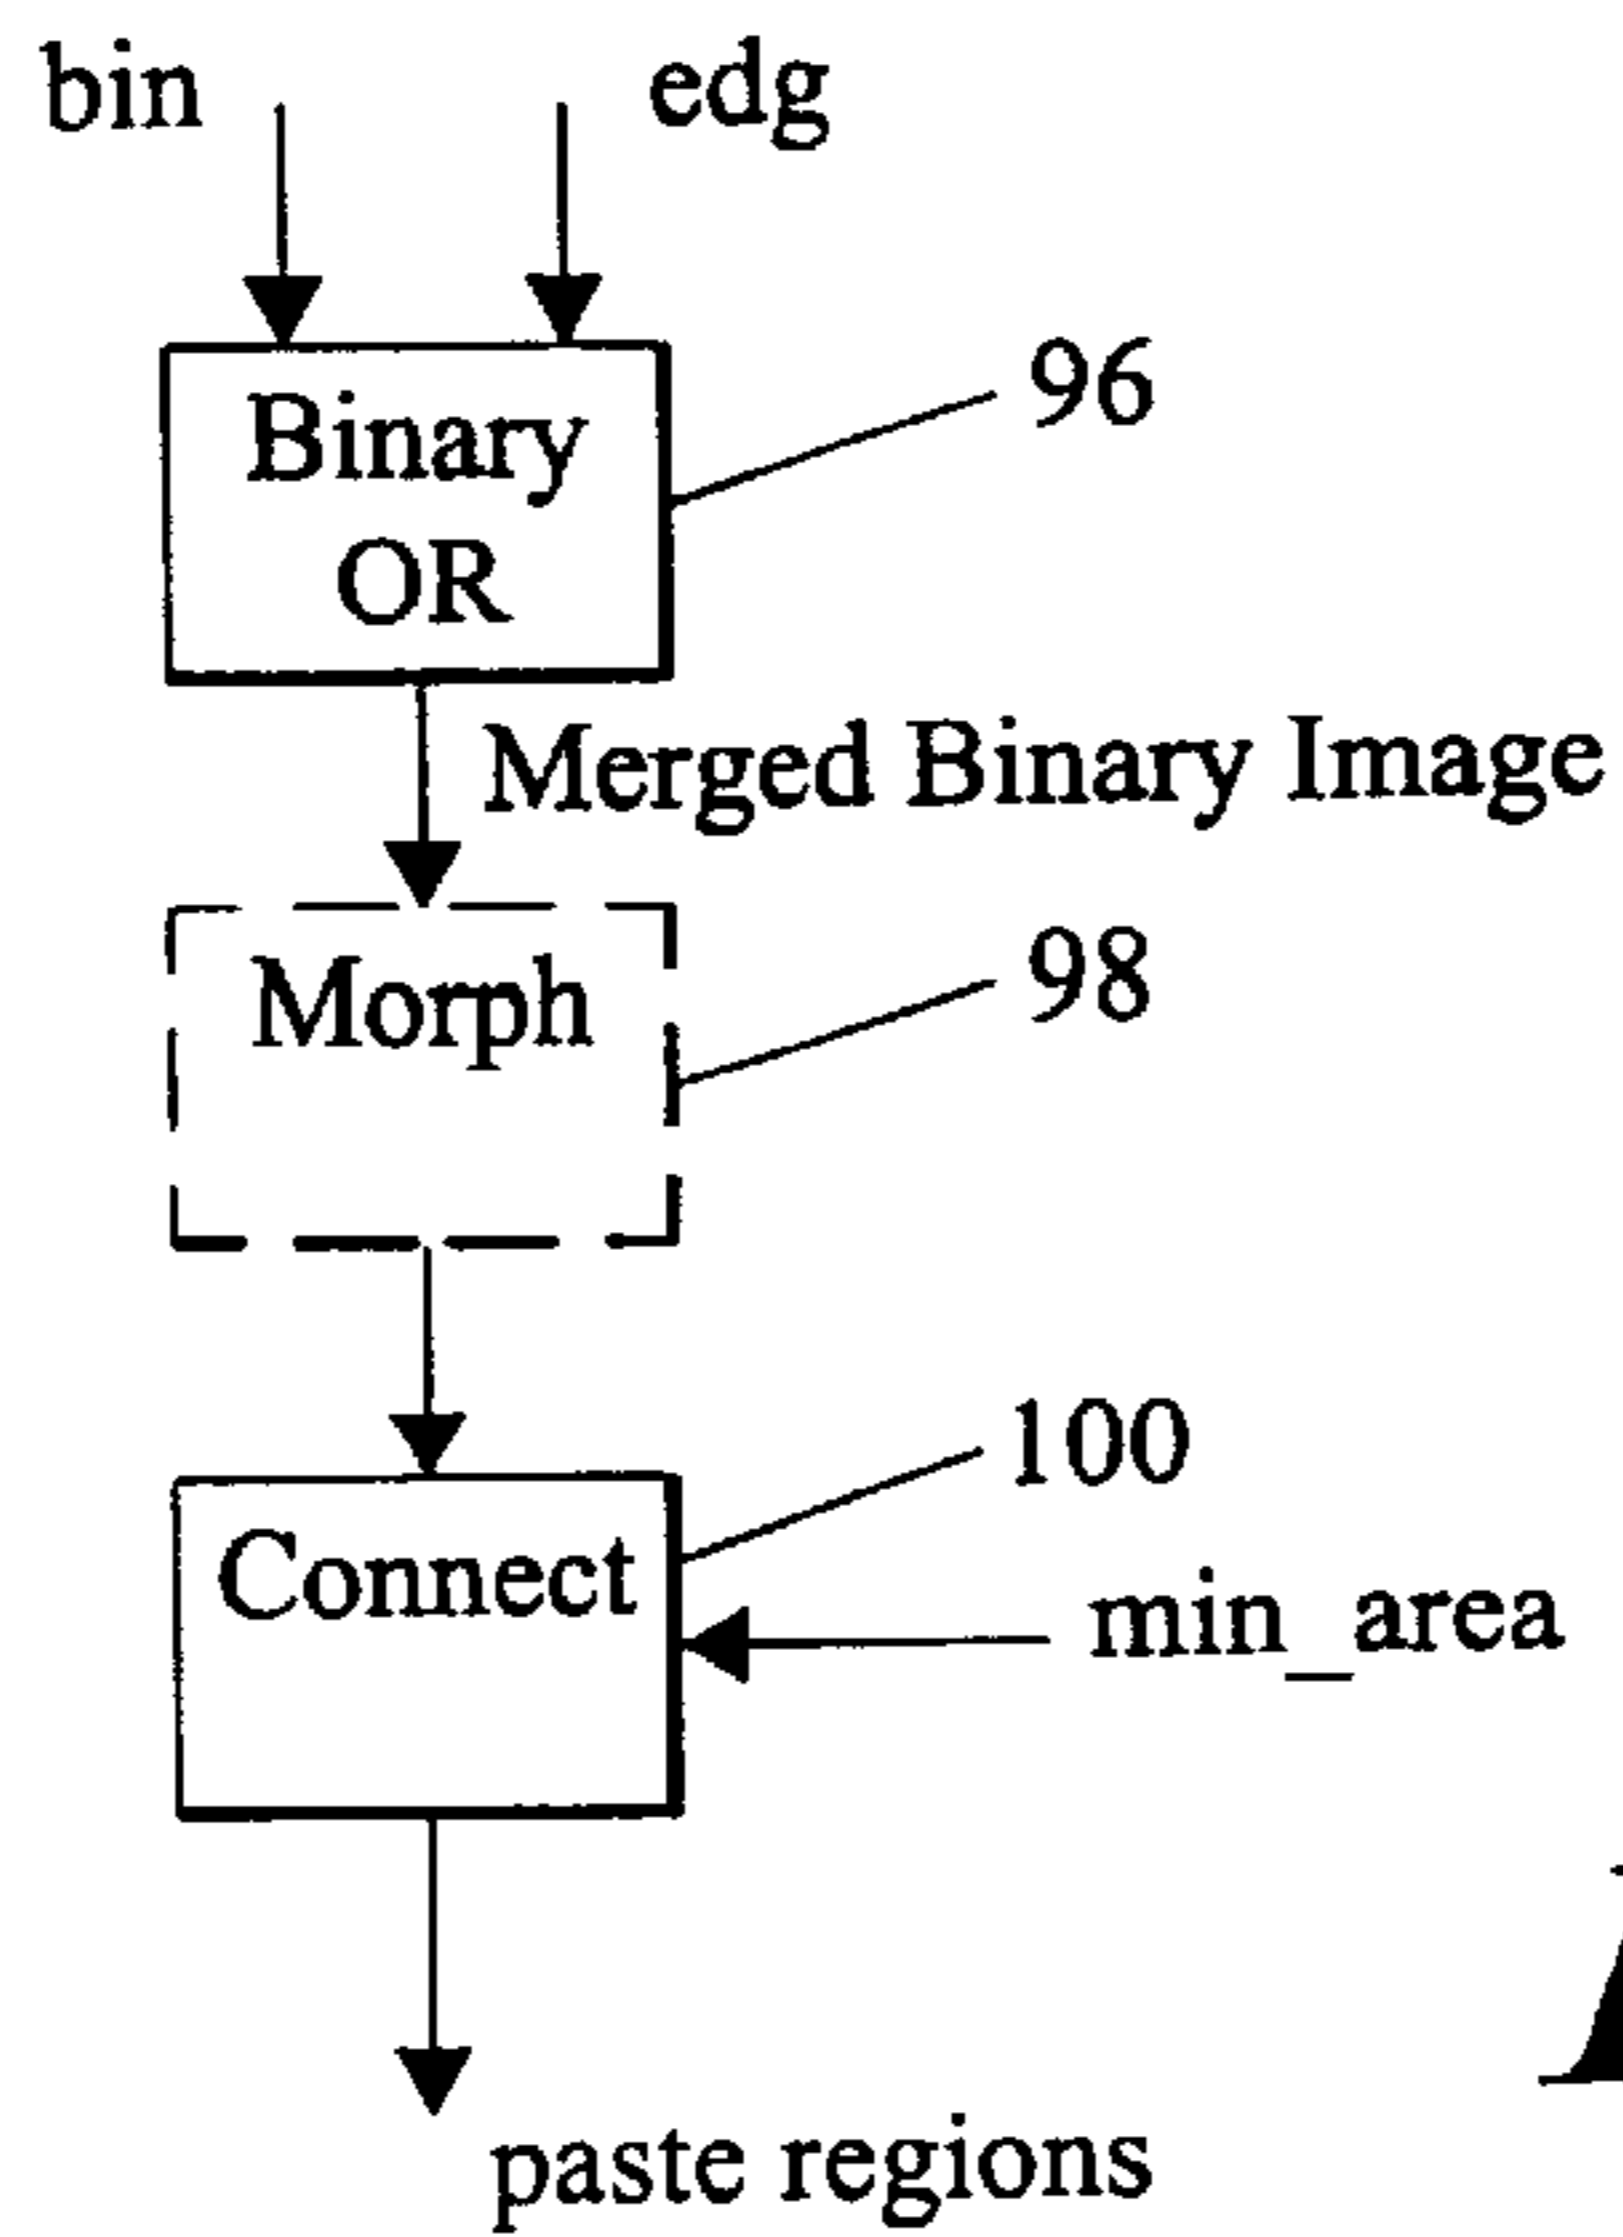 bin edg
Binary
OR
96
Merged Binary Image
Morph
98
100
Connect
min_area
paste regions